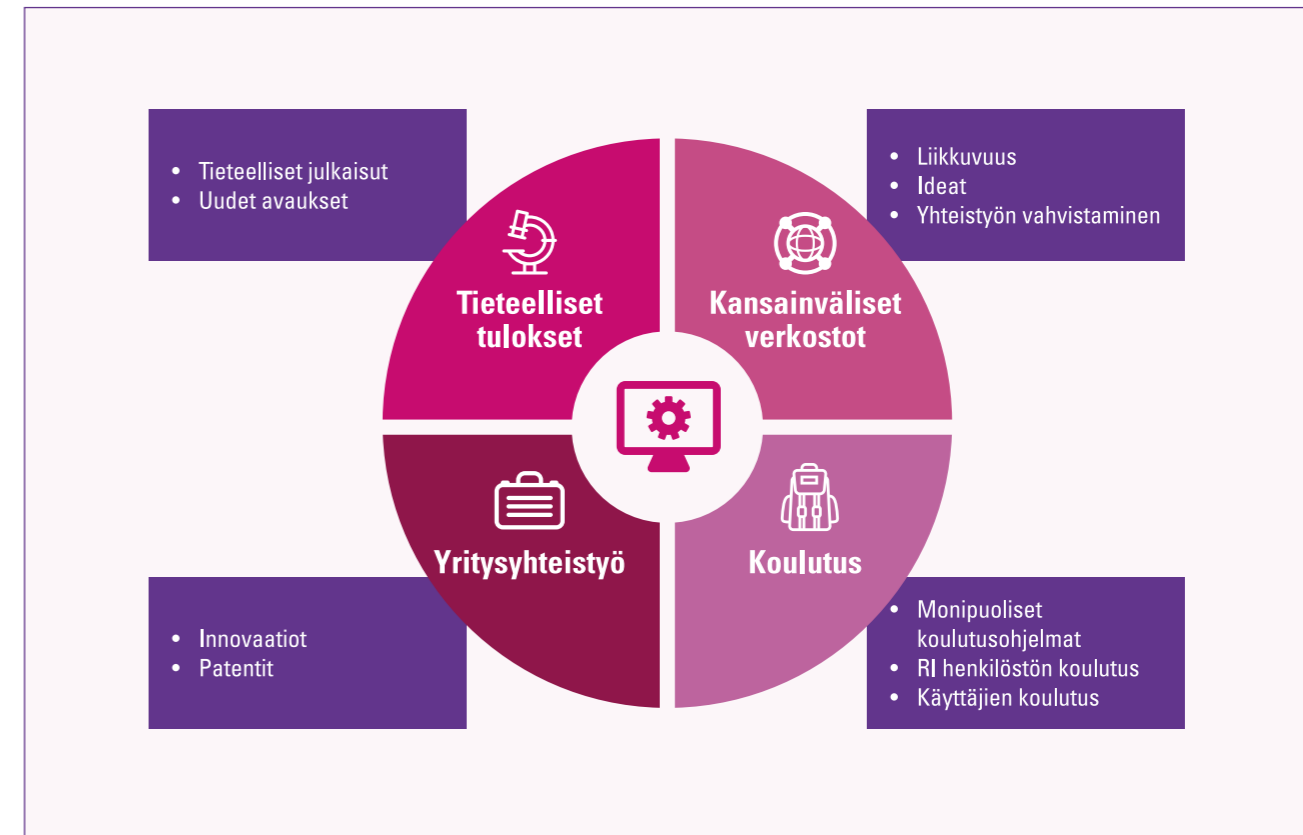 • Tieteelliset julkaisut
• Uudet avaukset
• Liikkuvuus
• Ideat
• Yhteistyön vahvistaminen
Tieteelliset
tulokset
Kansainväliset
verkostot
Yritysyhteistyö
Koulutus
• Innovaatiot
• Patentit
• Monipuoliset
koulutusohjelmat
• RI henkilöstön koulutus
• Käyttäjien koulutus